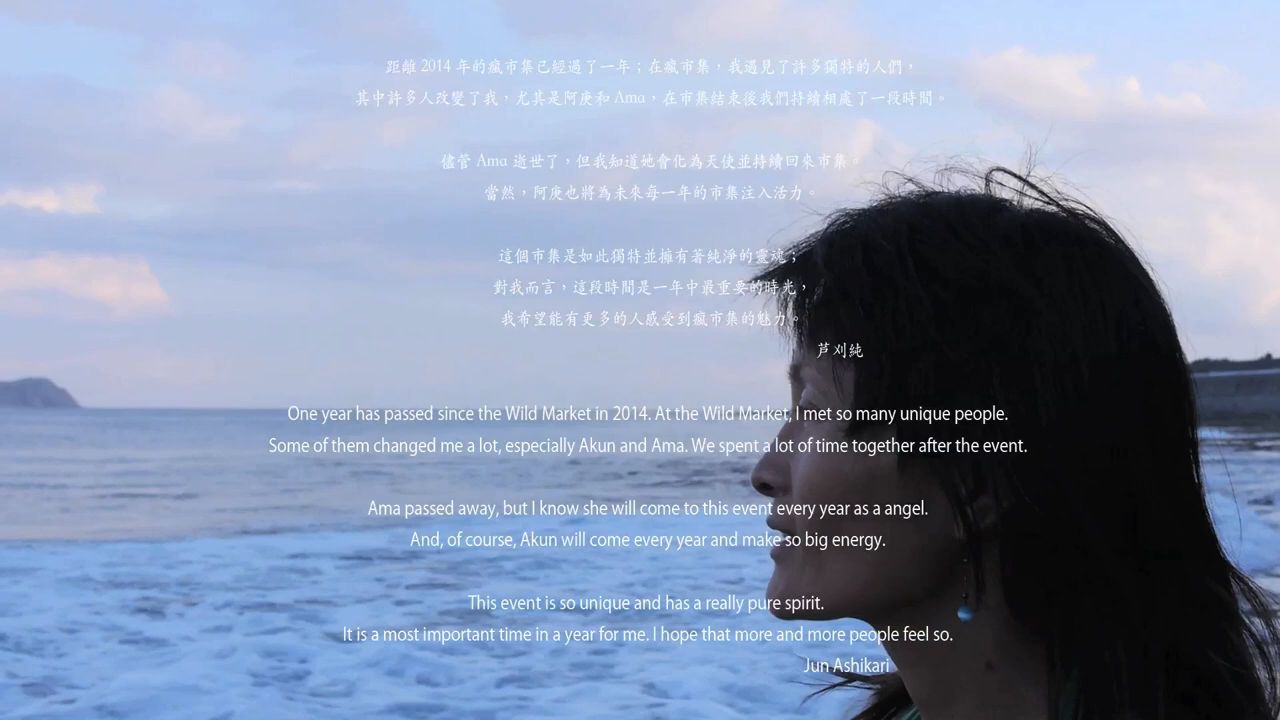 距離 2014 年的瘋市集已經過了一年；在瘋市集，我遇見了許多獨特的人們，
其中許多人改變了我，尤其是阿庚和 Ama，在市集結束後我們持續相處了一段時間。
儘管 Ama 逝世了，但我知道她會化為天使並持續回來市集。
當然，阿庚也將為未來每一年的市集注入活力。
這個市集是如此獨特並擁有著純淨的靈魂；
對我而言，這段時間是一年中最重要的時光，
我希望能有更多的人感受到瘋市集的魅力。
芦刈純
One year has passed since the Wild Market in 2014. At the Wild Market, I met so many unique people.
Some of them changed me a lot, especially Akun and Ama. We spent a lot of time together after the event.
Ama passed away, but I know she will come to this event every year as a angel.
And, of course, Akun will come every year and make so big energy.
This event is so unique and has a really pure spirit.
It is a most important time in a year for me. I hope that more and more people feel so.
Jun Ashikari